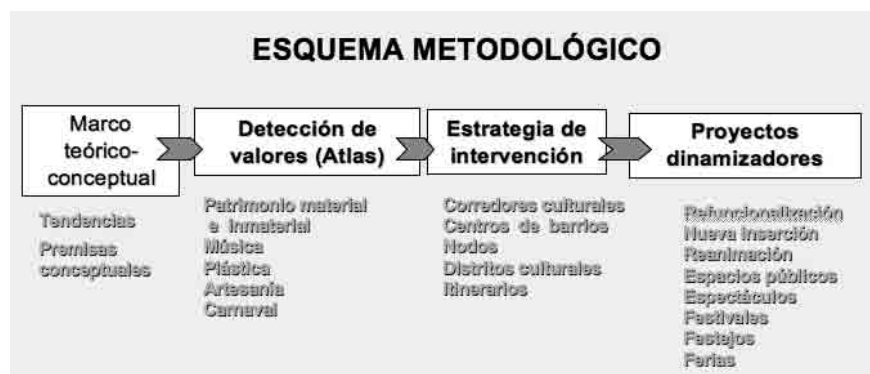 ESQUEMA METODOLÓGICO
Marco
teórico-
conceptual
Detección de
valores (Atlas)
Estrategia de
intervención
Proyectos
dinamizadores
Tendencias
Premisas
conceptuales
Patrimonio material
e inmaterial
Música
Plástica
Artesanía
Carnaval
Corredores culturales
Centros de barrios
Nodos
Distritos culturales
Itinerarios
Refuncionalización
Nueva inserción
Reanimación
Espacios públicos
Espectáculos
Festivales
Festejos
Ferias